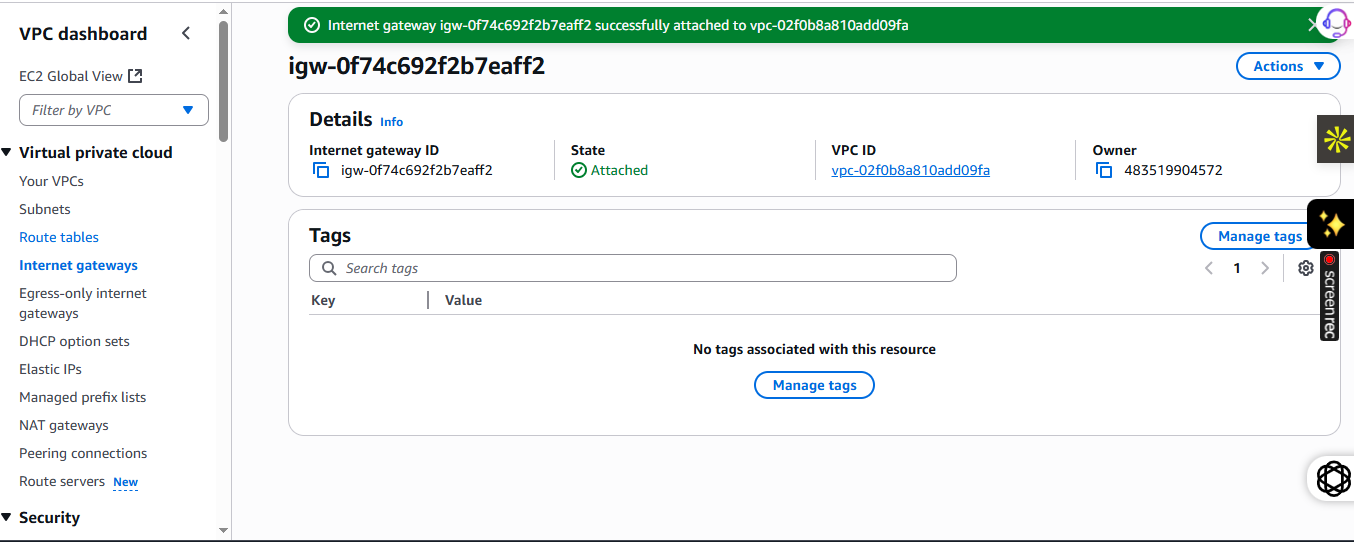 VPC dashboard
EC2 Global View
Filter by VPC
Virtual private cloud
Your VPCs
Subnets
Route tables
Internet gateways
Egress-only internet
gateways
DHCP option sets
Elastic IPs
Managed prefix lists
NAT gateways
Peering connections
Route servers New
Security
Internet gateway igw-0f74c692f2b7eaff2 successfully attached to vpc-02f0b8a810add09fa
igw-0f74c692f2b7eaff2
Actions
Details Info
Internet gateway ID
igw-0f74c692f2b7eaff2
State
Attached
VPC ID
vpc-02f0b8a810add09fa
Owner
483519904572
Tags
Manage tags
Search tags
1
Key
Value
No tags associated with this resource
Manage tags
screenrec